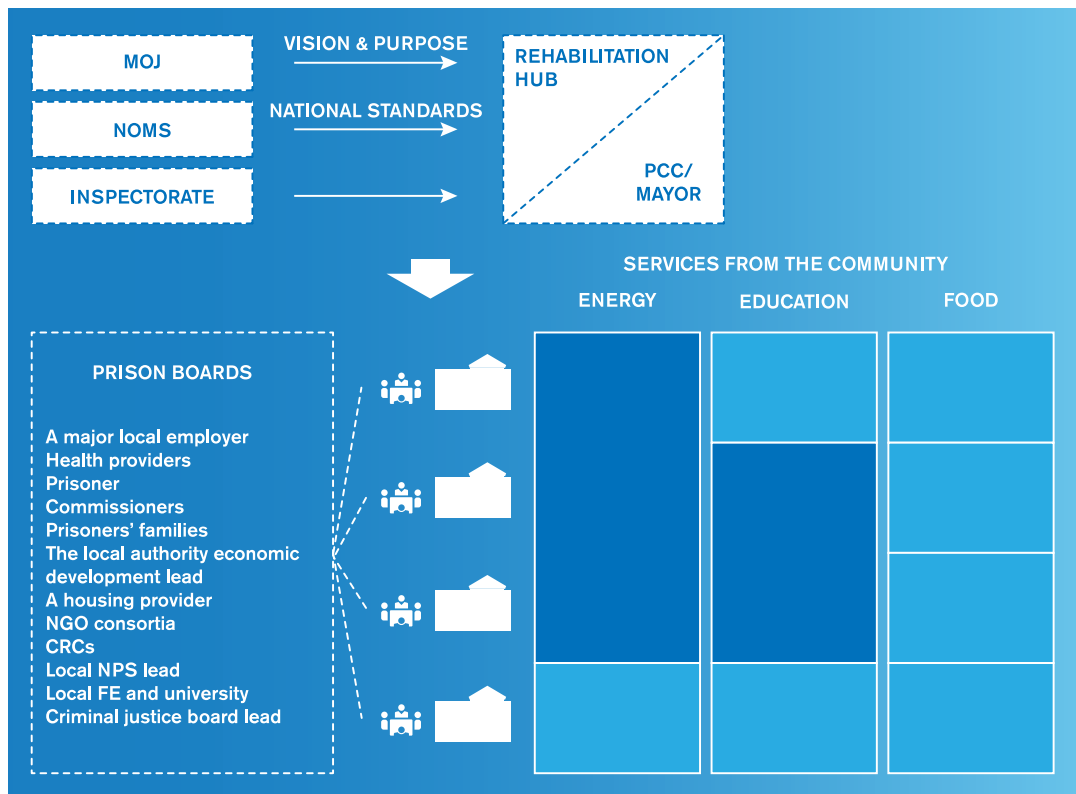 MOJ
VISION & PURPOSE
REHABILITATION
HUB
NOMS
NATIONAL STANDARDS
INSPECTORATE
PCC/
MAYOR
SERVICES FROM THE COMMUNITY
ENERGY
EDUCATION
FOOD
PRISON BOARDS
A major local employer
Health providers
Prisoner
Commissioners
Prisoners’ families
The local authority economic
development lead
A housing provider
NGO consortia
CRCs
Local NPS lead
Local FE and university
Criminal justice board lead